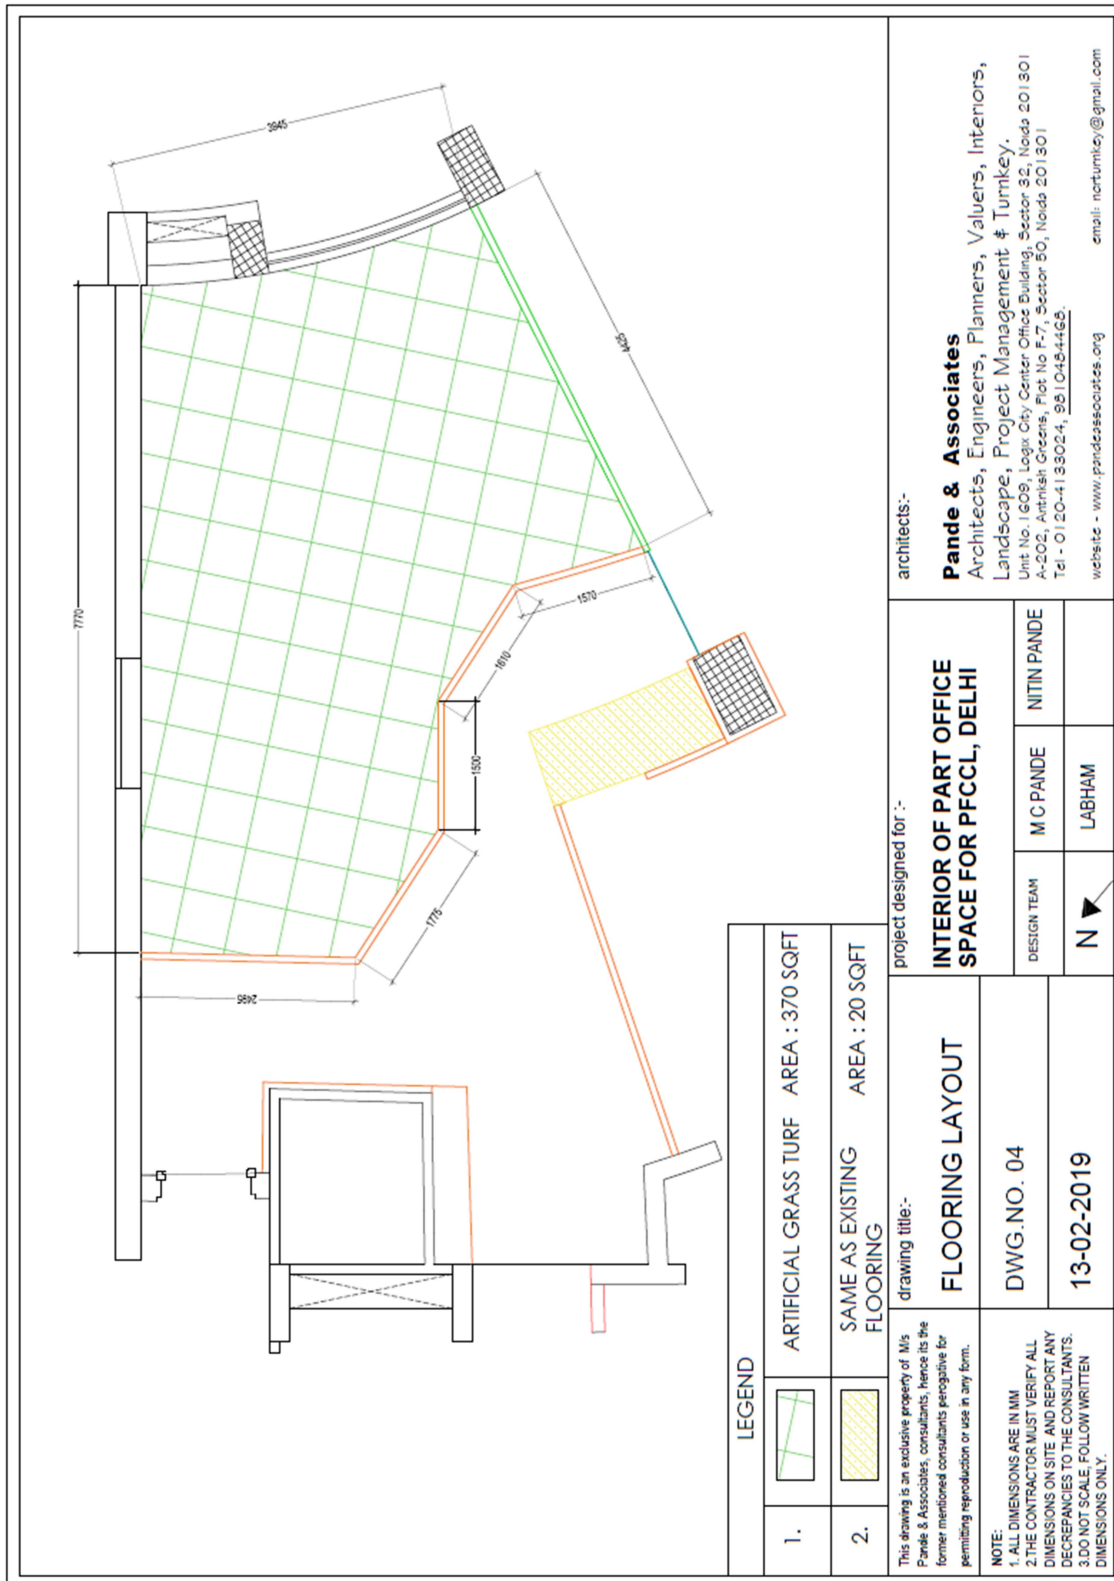 7770
3945
4425
1570
1610
1500
1775
2495
LEGEND
1.
ARTIFICIAL GRASS TURF
AREA : 370 SQFT
2.
SAME AS EXISTING
FLOORING
AREA : 20 SQFT
This drawing is an exclusive property of M/s
Pande & Associates, consultants, hence its the
former mentioned consultants perogative for
permitting reproduction or use in any form.
NOTE:
1. ALL DIMENSIONS ARE IN MM
2.THE CONTRACTOR MUST VERIFY ALL
DIMENSIONS ON SITE AND REPORT ANY
DECREPANCIES TO THE CONSULTANTS.
3.DO NOT SCALE, FOLLOW WRITTEN
DIMENSIONS ONLY.
drawing title:-
FLOORING LAYOUT
DWG.NO. 04
13-02-2019
project designed for :-
INTERIOR OF PART OFFICE
SPACE FOR PFCCL, DELHI
DESIGN TEAM
M C PANDE
NITIN PANDE
N
LABHAM
architects:-
Pande & Associates
Architects, Engineers, Planners, Valuers, Interiors,
Landscape, Project Management & Turnkey.
Unit No. 1609, Logix City Center Office Building, Sector 32, Noida 201301
A-202, Antriksh Greens, Plot No F-7, Sector 50, Noida 201301
Tel - 0120-4133024, 9810484468.
website - www.pandeassociates.org
email: norturnkey@gmail.com